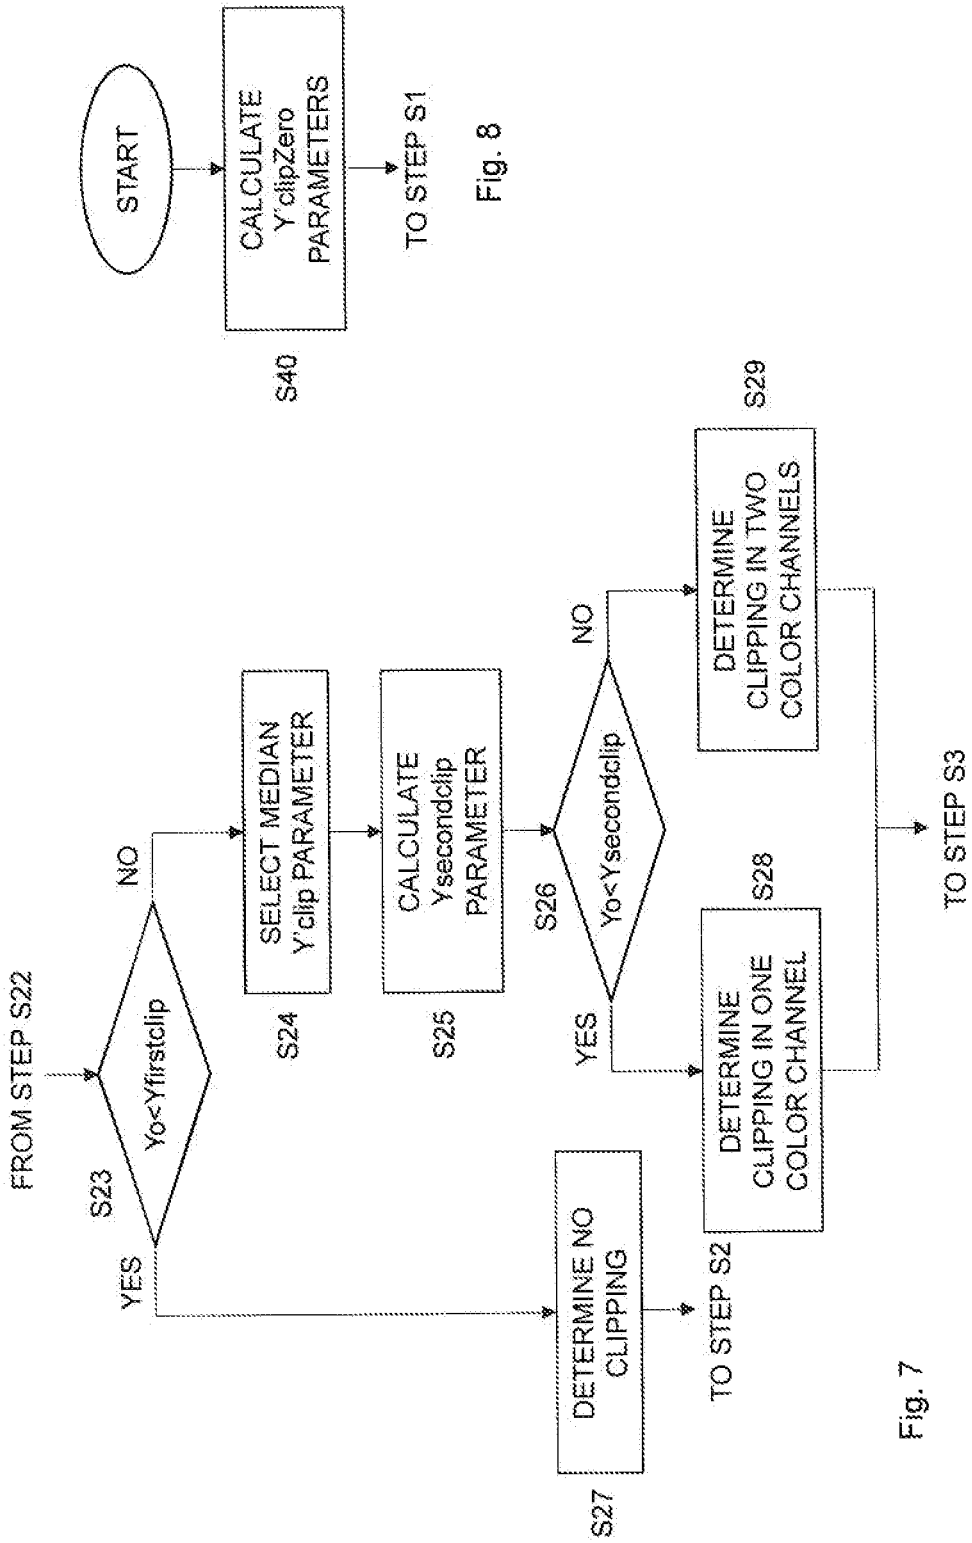 FROM STEP S22
S23
Yo<Yfirstclip
YES
NO
S24
SELECT MEDIAN
Y'clip PARAMETER
S25
CALCULATE
Ysecondclip
PARAMETER
S26
Yo<Ysecondclip
YES
NO
S27
DETERMINE NO
CLIPPING
TO STEP S2
DETERMINE
CLIPPING IN ONE
COLOR CHANNEL
S28
DETERMINE
CLIPPING IN TWO
COLOR CHANNELS
S29
TO STEP S3
Fig. 7
START
S40
CALCULATE
Y'clipZero
PARAMETERS
TO STEP S1
Fig. 8